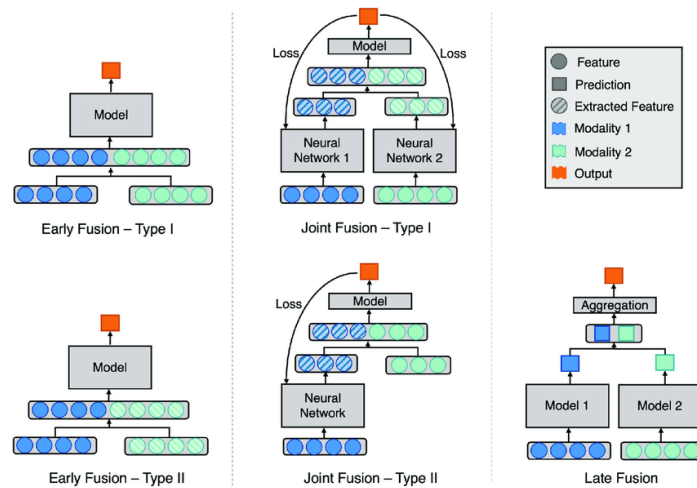 Loss
Loss
Model
Model
Neural
Network 1
Neural
Network 2
Early Fusion – Type I
Joint Fusion – Type I
Feature
Prediction
Extracted Feature
Modality 1
Modality 2
Output
Model
Early Fusion – Type II
Loss
Model
Neural
Network
Joint Fusion – Type II
Aggregation
Model 1
Model 2
Late Fusion